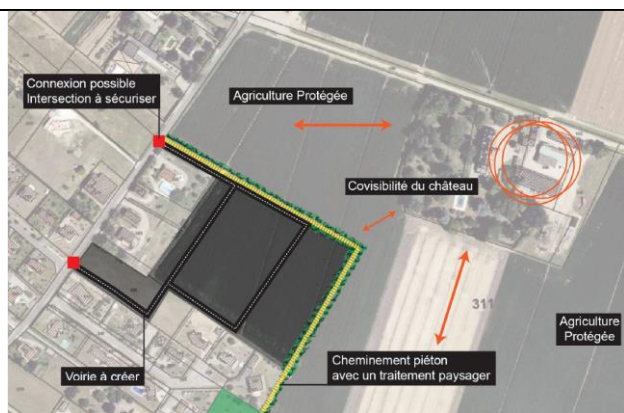 Connexion possible
Intersection à sécuriser
Agriculture Protégée
Covisibilité du château
311
Agriculture
Protégée
Cheminement piéton
avec un traitement paysager
Voirie à créer